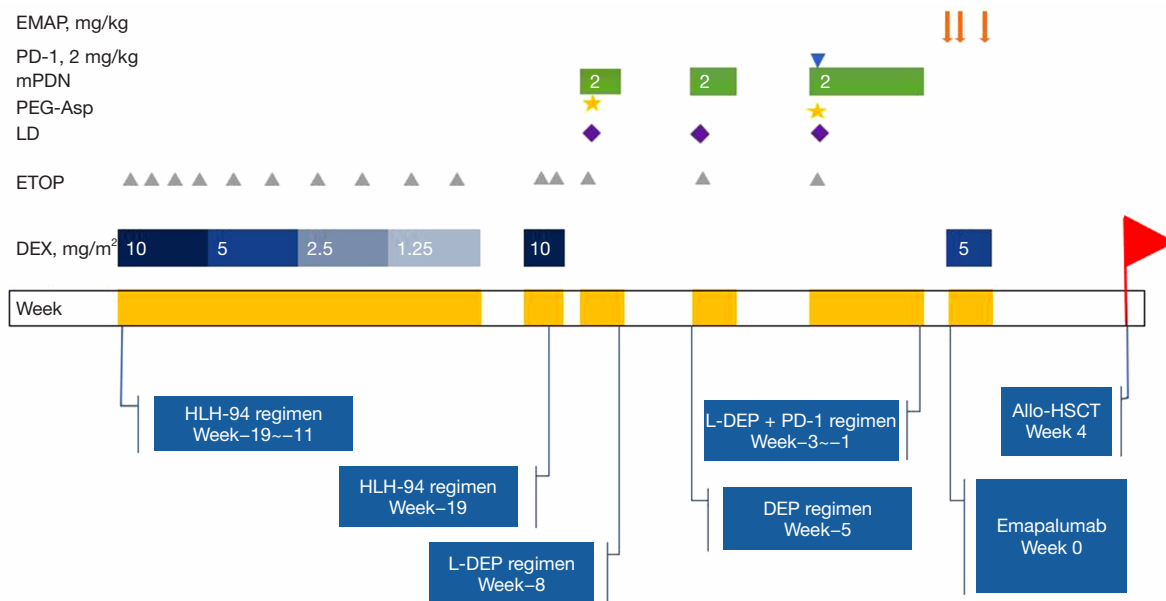 EMAP, mg/kg
PD-1, 2 mg/kg
mPDN 2 2 2
PEG-Asp
LD
ETOP
DEX, mg/m² 10 5 2.5 1.25 10 5
Week
HLH-94 regimen
Week–19~–11
HLH-94 regimen
Week–19
L-DEP regimen
Week–8
L-DEP + PD-1 regimen
Week–3~–1
DEP regimen
Week–5
Allo-HSCT
Week 4
Emapalumab
Week 0